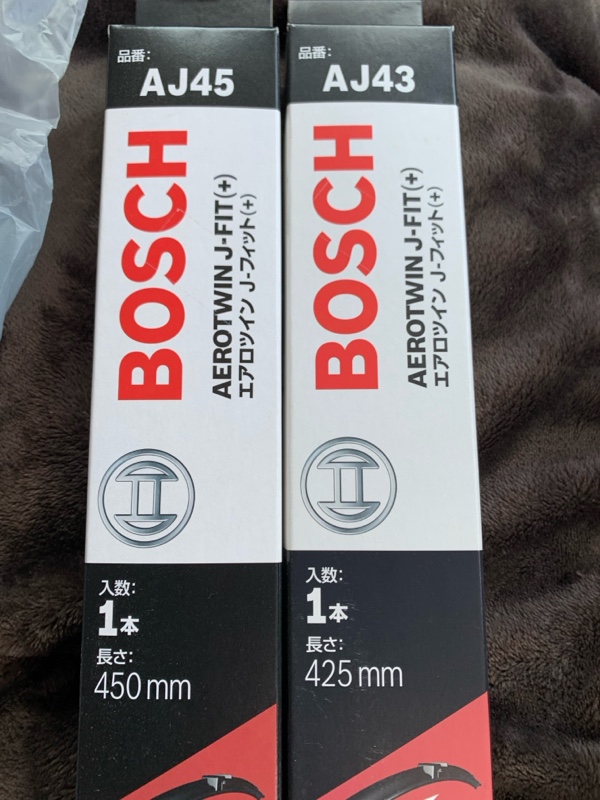 品番:
AJ45
BOSCH
AEROTWIN J-FIT(+)
エアロツイン J-フィット(+)
入数:
1本
長さ:
450mm
品番:
AJ43
BOSCH
AEROTWIN J-FIT(+)
エアロツイン J-フィット(+)
入数:
1本
長さ:
425mm